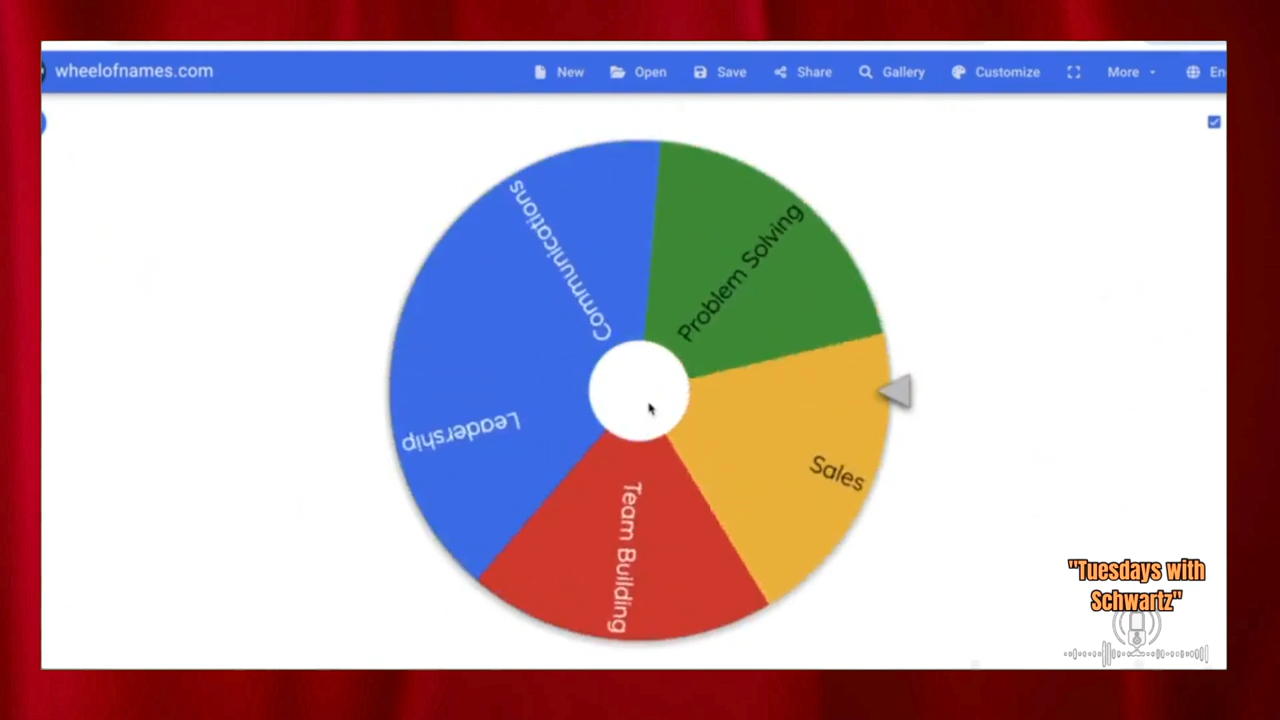 wheelofnames.com
New
Open
Save
Share
Gallery
Customize
More
En
Communications
Problem Solving
Leadership
Sales
Team Building
"Tuesdays with
Schwartz"